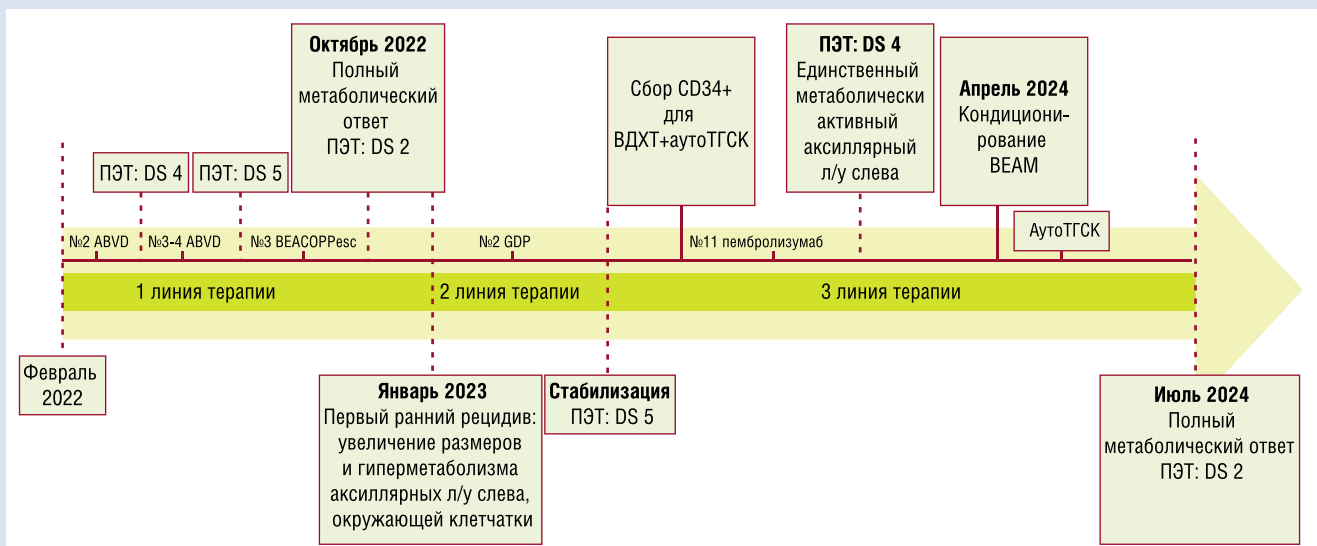 Октябрь 2022
Полный
метаболический
ответ
ПЭТ: DS 2
Сбор CD34+
для
ВДХТ+аутоТГСК
ПЭТ: DS 4
Единственный
метаболически
активный
аксиллярный
л/у слева
Апрель 2024
Кондициони-
рование
BEAM
ПЭТ: DS 4
ПЭТ: DS 5
АутоТГСК
№2 ABVD
№3-4 ABVD
№3 BEACOPPesc
№2 GDP
№11 пембролизумаб
1 линия терапии
2 линия терапии
3 линия терапии
Февраль
2022
Январь 2023
Первый ранний рецидив:
увеличение размеров
и гиперметаболизма
аксиллярных л/у слева,
окружающей клетчатки
Стабилизация
ПЭТ: DS 5
Июль 2024
Полный
метаболический ответ
ПЭТ: DS 2